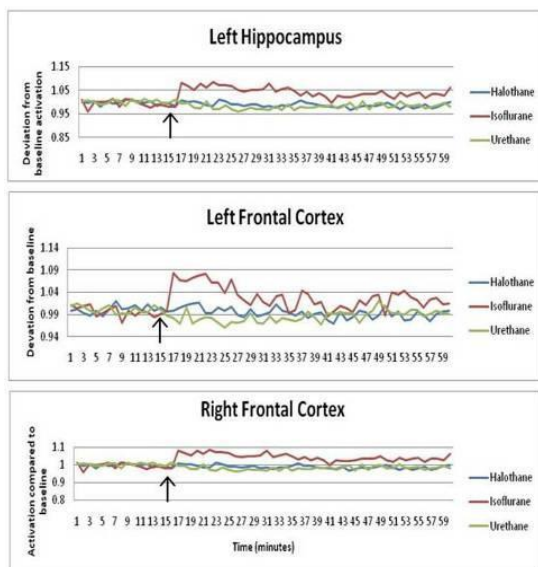 Left Hippocampus
Deviation from
baseline activation
1.15
1.05
0.95
0.85
1 3 5 7 9 11 13 15 17 19 21 23 25 27 29 31 33 35 37 39 41 43 45 47 49 51 53 55 57 59
Halothane
Isoflurane
Urethane
Left Frontal Cortex
Devation from baseline
1.14
1.09
1.04
0.99
0.94
1 3 5 7 9 11 13 15 17 19 21 23 25 27 29 31 33 35 37 39 41 43 45 47 49 51 53 55 57 59
Halothane
Isoflurane
Urethane
Right Frontal Cortex
Activation compared to
baseline
1.1
1
0.9
0.8
1 3 5 7 9 11 13 15 17 19 21 23 25 27 29 31 33 35 37 39 41 43 45 47 49 51 53 55 57 59
Time (minutes)
Halothane
Isoflurane
Urethane